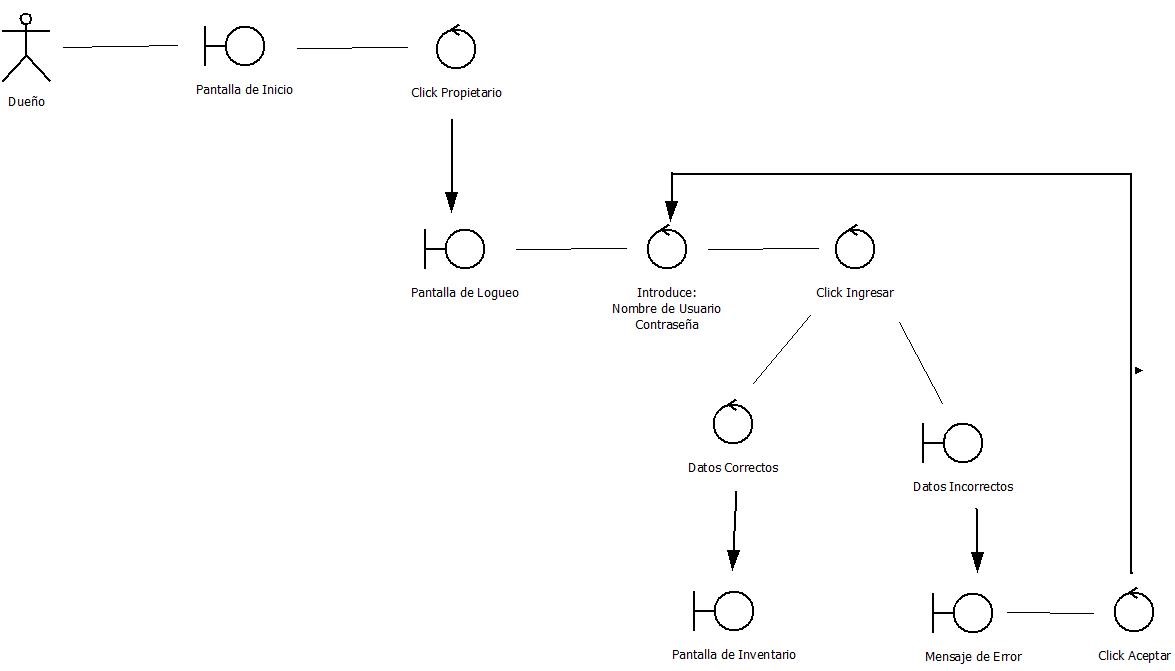 Dueño
Pantalla de Inicio
Click Propietario
Pantalla de Logueo
Introduce:
Nombre de Usuario
Contraseña
Click Ingresar
Datos Correctos
Datos Incorrectos
Pantalla de Inventario
Mensaje de Error
Click Aceptar